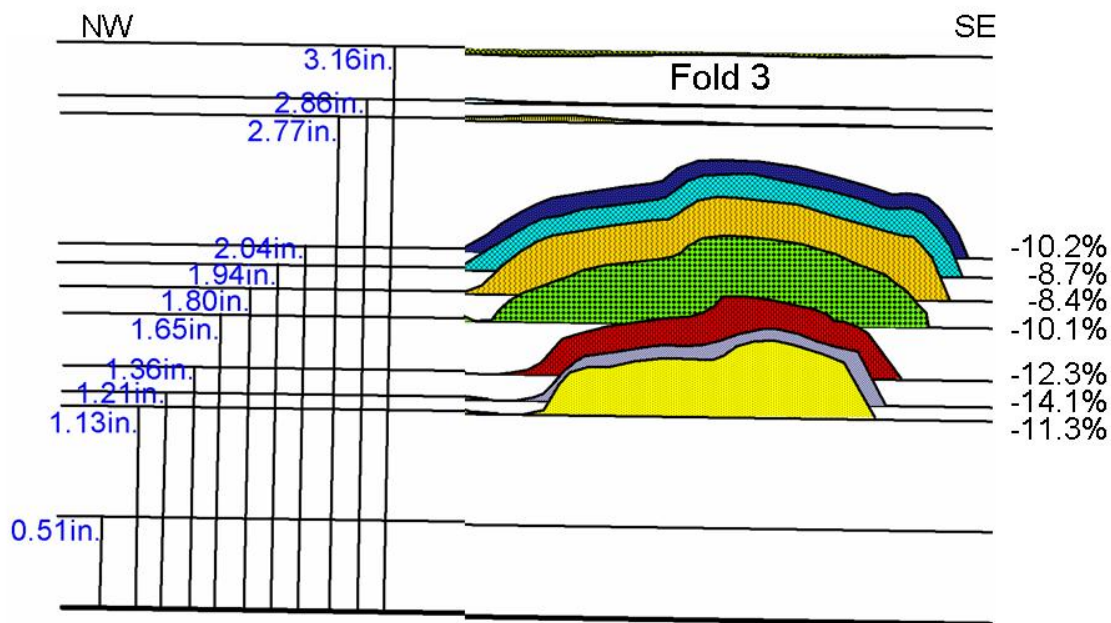 NW
SE
3.16in.
Fold 3
2.86in.
2.77in.
2.04in.
-10.2%
1.94in.
-8.7%
1.80in.
-8.4%
1.65in.
-10.1%
1.36in.
-12.3%
1.21in.
-14.1%
1.13in.
-11.3%
0.51in.